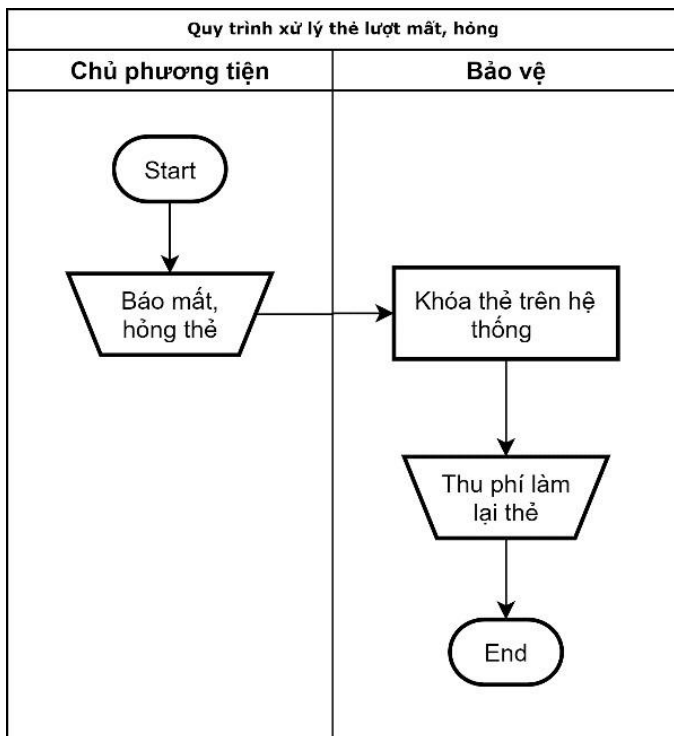 Quy trình xử lý thẻ lượt mất, hỏng
Chủ phương tiện
Bảo vệ
Start
Báo mất,
hỏng thẻ
Khóa thẻ trên hệ
thống
Thu phí làm
lại thẻ
End